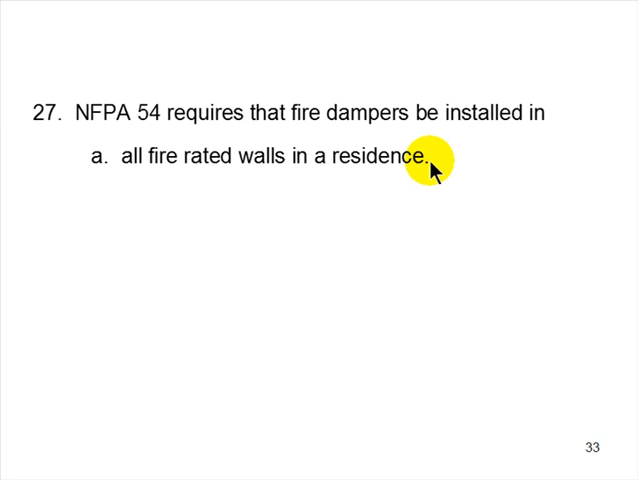 27. NFPA 54 requires that fire dampers be installed in
a. all fire rated walls in a residence.
33